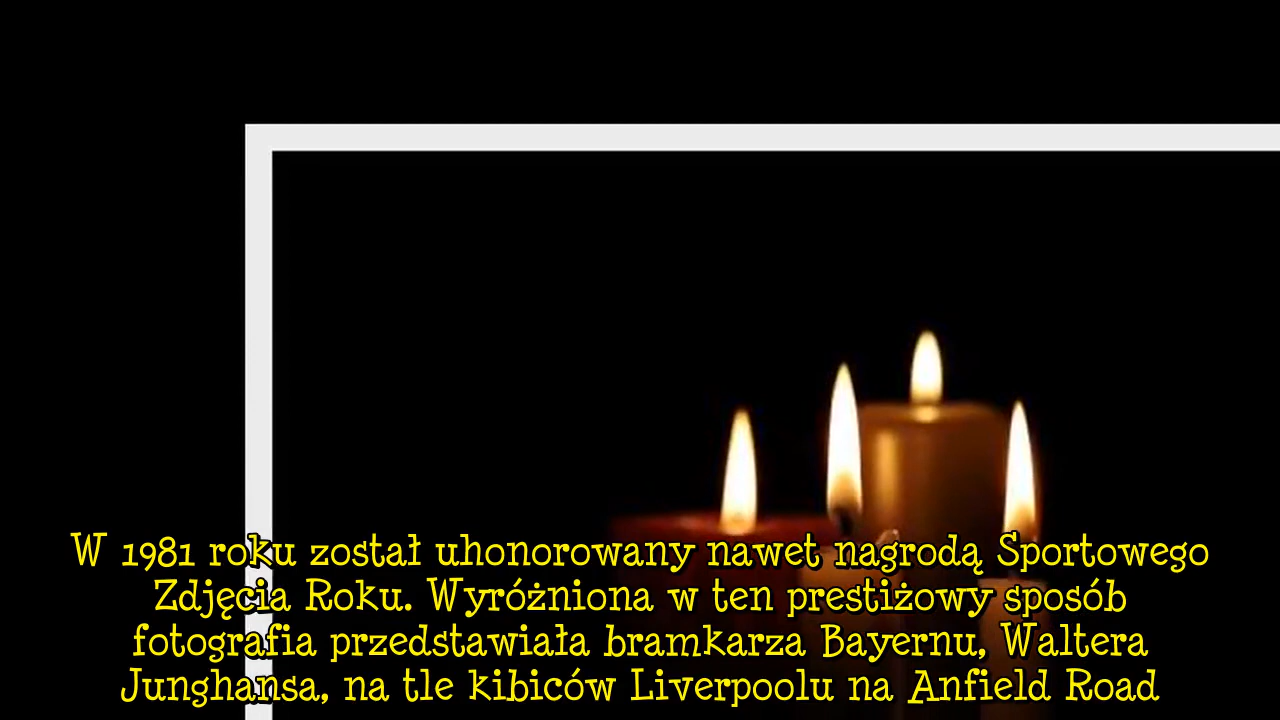 W 1981 roku został uhonorowany nawet nagrodą Sportowego
Zdjęcia Roku. Wyróżniona w ten prestiżowy sposób
fotografia przedstawiała bramkarza Bayernu, Waltera
Junghansa, na tle kibiców Liverpoolu na Anfield Road